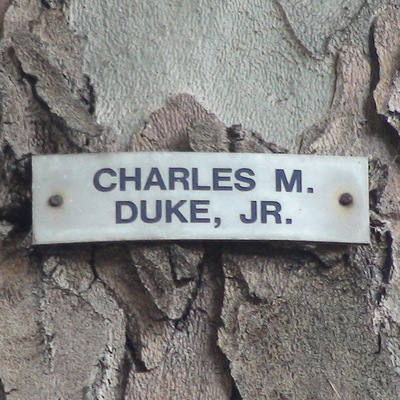 CHARLES M.
DUKE, JR.